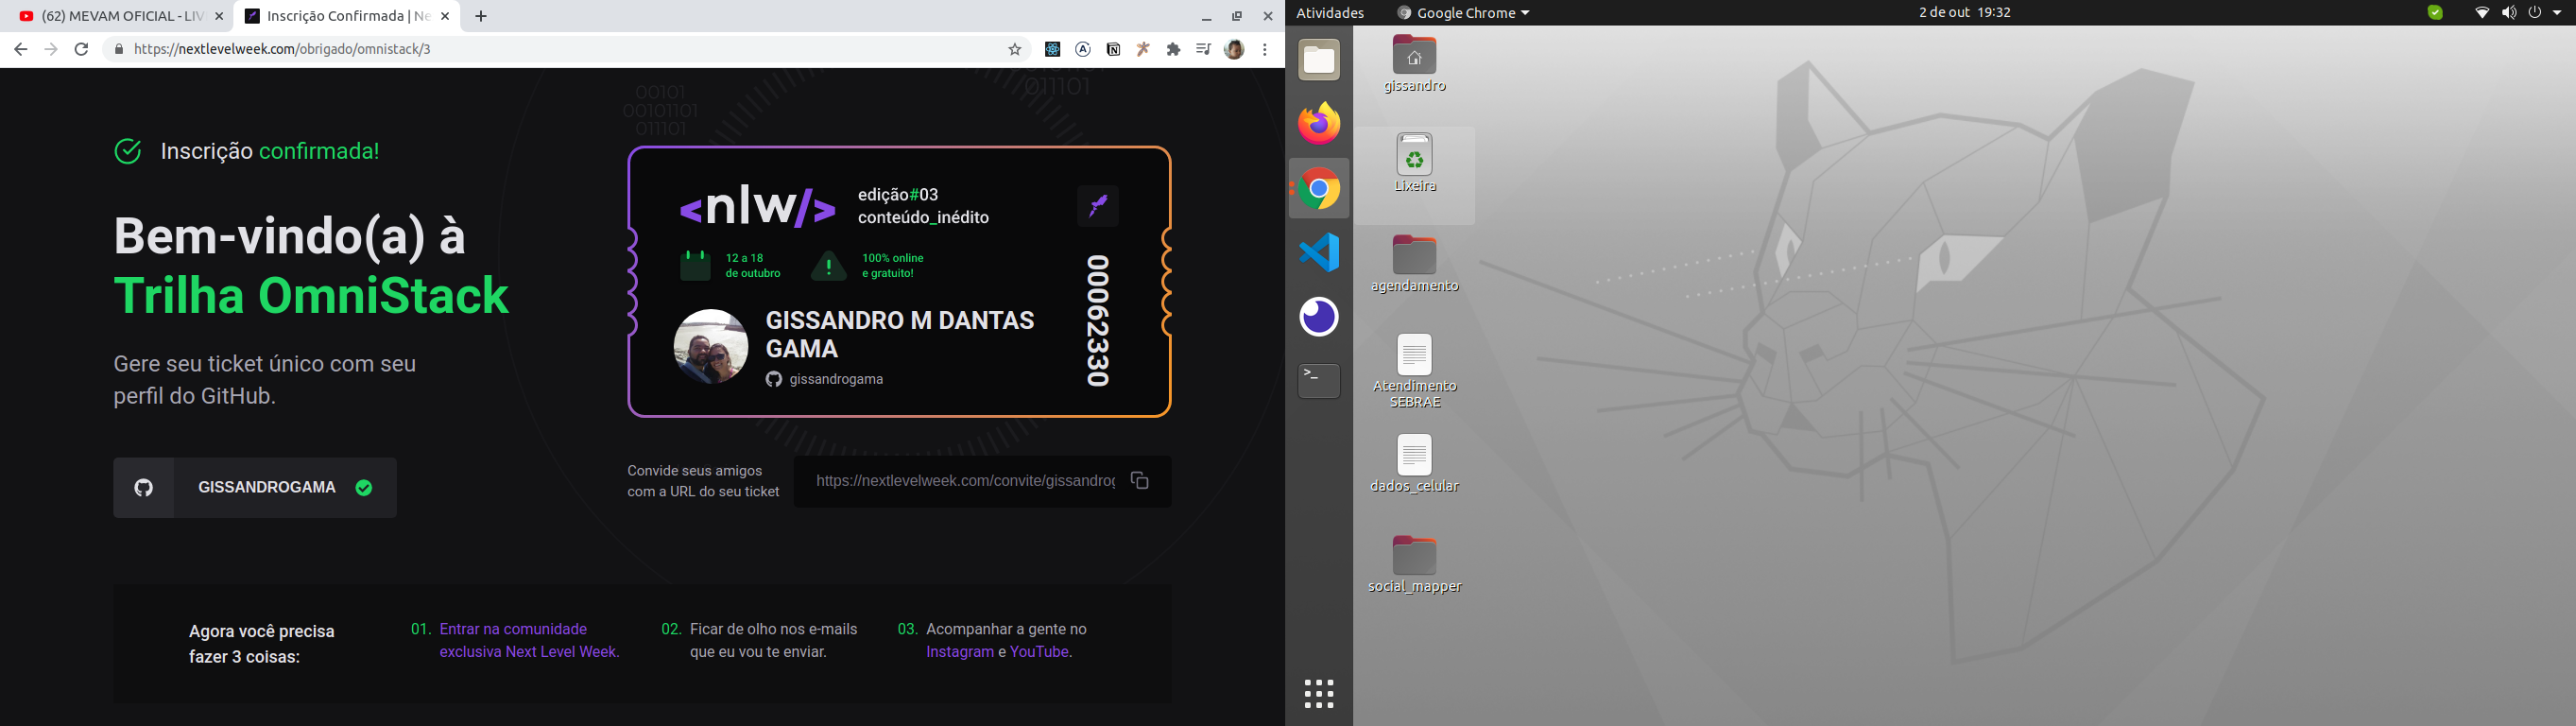 (62) MEVAM OFICIAL - LIV
Inscrição Confirmada | Ne
https://nextlevelweek.com/obrigado/omnistack/3
00101
00101101
011101
011101
Inscrição confirmada!
Bem-vindo(a) à
Trilha OmniStack
Gere seu ticket único com seu
perfil do GitHub.
GISSANDROGAMA
<nlw/>
edição#03
conteúdo_inédito
12 a 18
de outubro
100% online
e gratuito!
GISSANDRO M DANTAS
GAMA
gissandrogama
00062330
Convide seus amigos
com a URL do seu ticket
https://nextlevelweek.com/convite/gissandrog
Agora você precisa
fazer 3 coisas:
01. Entrar na comunidade
exclusiva Next Level Week.
02. Ficar de olho nos e-mails
que eu vou te enviar.
03. Acompanhar a gente no
Instagram e YouTube.
Atividades
Google Chrome
2 de out 19:32
gissandro
Lixeira
agendamento
Atendimento
SEBRAE
dados_celular
social_mapper